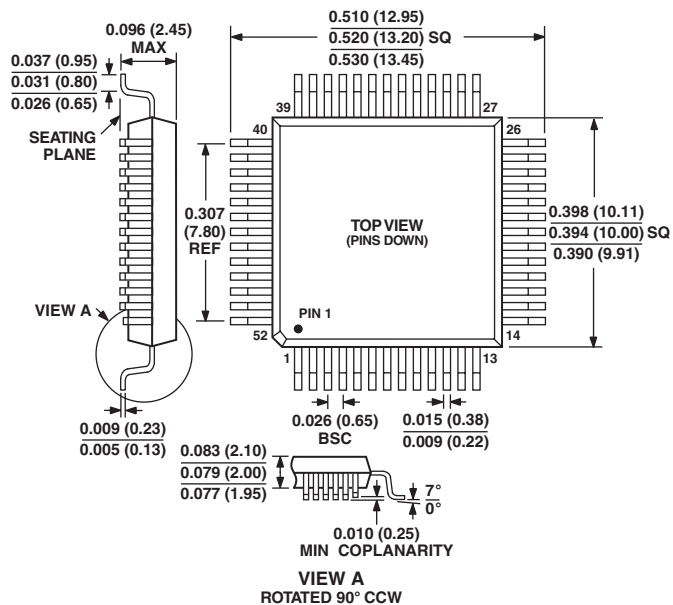 0.096 (2.45)
MAX
0.510 (12.95)
0.520 (13.20) SQ
0.530 (13.45)
0.037 (0.95)
0.031 (0.80)
0.026 (0.65)
39
27
40
26
SEATING
PLANE
0.307
(7.80)
REF
TOP VIEW
(PINS DOWN)
0.398 (10.11)
0.394 (10.00) SQ
0.390 (9.91)
VIEW A
PIN 1
52
14
1
13
0.009 (0.23)
0.005 (0.13)
0.026 (0.65)
BSC
0.015 (0.38)
0.009 (0.22)
0.083 (2.10)
0.079 (2.00)
0.077 (1.95)
7°
0°
0.010 (0.25)
MIN COPLANARITY
VIEW A
ROTATED 90° CCW